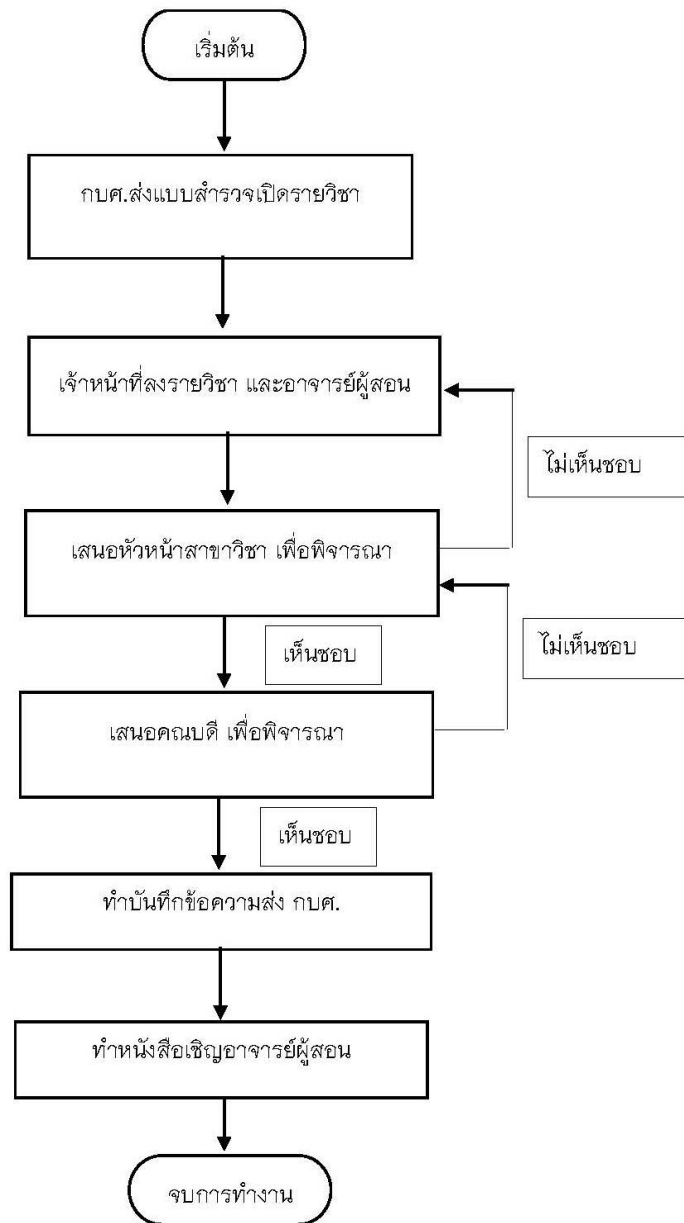 เริ่มต้น
กบศ.ส่งแบบสำรวจเปิดรายวิชา
เจ้าหน้าที่ลงรายวิชา และอาจารย์ผู้สอน
ไม่เห็นชอบ
เสนอหัวหน้าสาขาวิชา เพื่อพิจารณา
เห็นชอบ
ไม่เห็นชอบ
เสนอคณบดี เพื่อพิจารณา
เห็นชอบ
ทำบันทึกข้อความส่ง กบศ.
ทำหนังสือเชิญอาจารย์ผู้สอน
จบการทำงาน